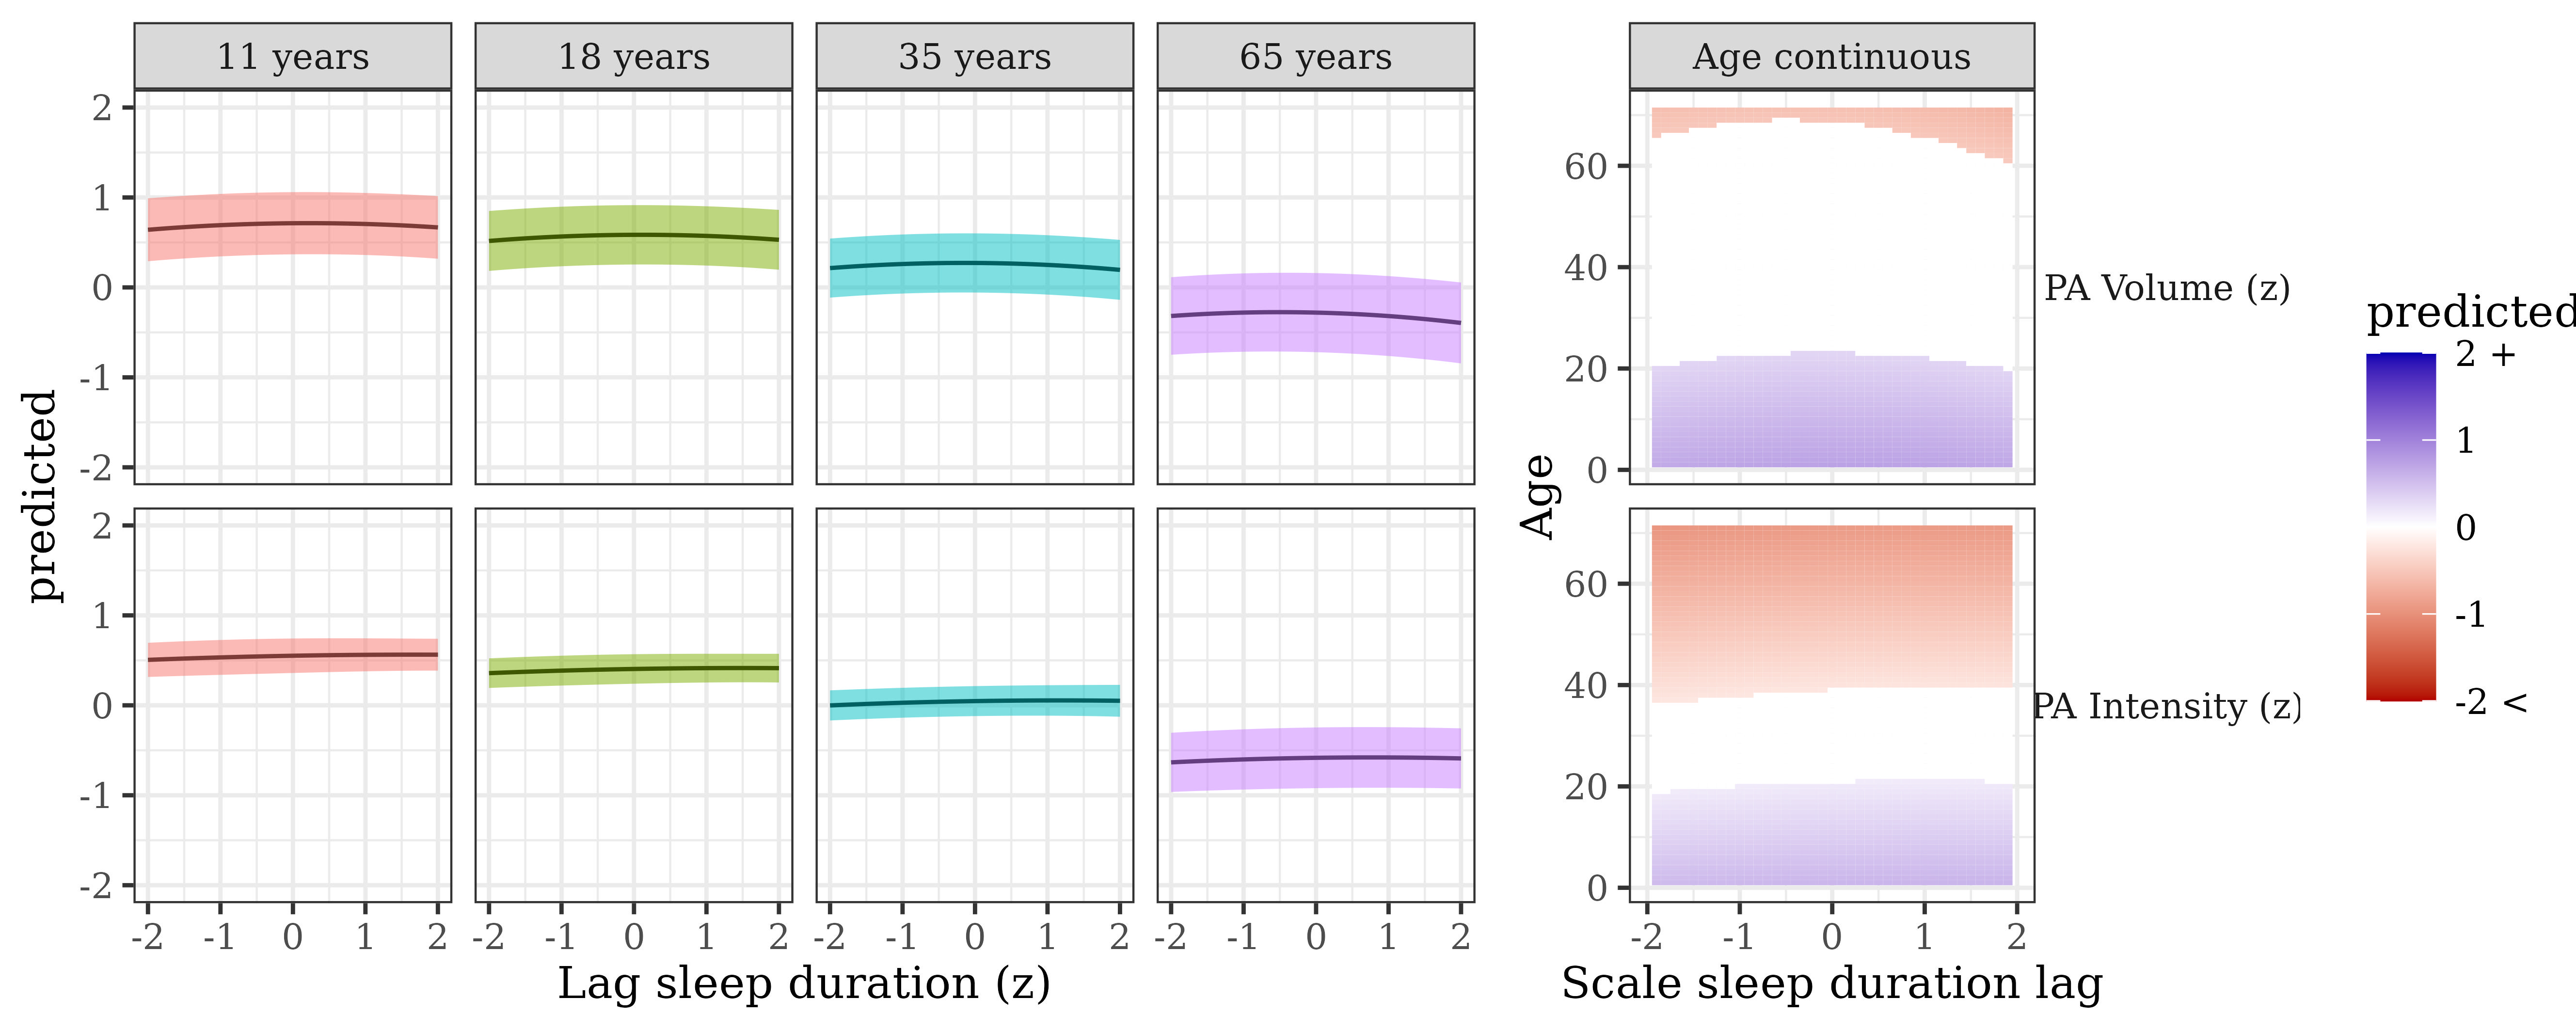 11 years 18 years 35 years 65 years Age continuous
predicted
2
1
0
-1
-2
2
1
0
-1
-2
-2 -1 0 1 2 -2 -1 0 1 2 -2 -1 0 1 2 -2 -1 0 1 2
Lag sleep duration (z)
Age
60
40
20
0
60
40
20
0
-2 -1 0 1 2
Scale sleep duration lag
PA Volume (z)
PA Intensity (z)
predicted
2 +
1
0
-1
-2 <